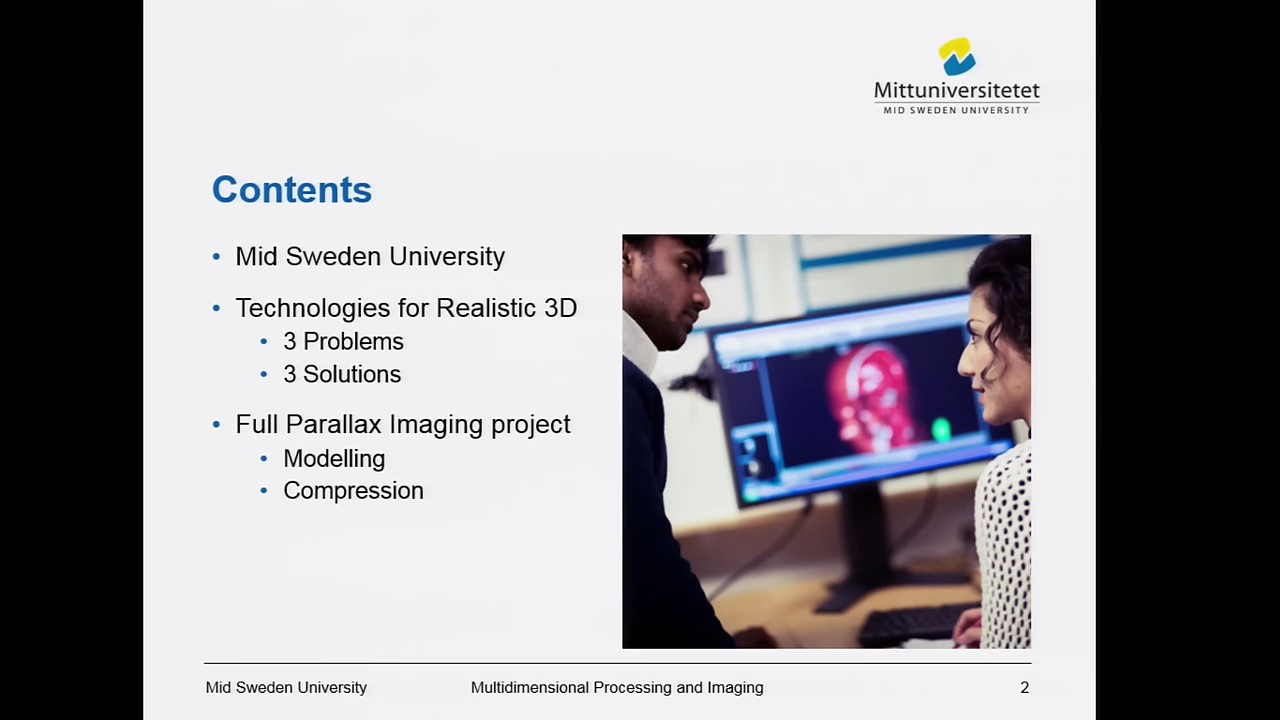 Mittuniversitetet
MID SWEDEN UNIVERSITY
Contents
• Mid Sweden University
• Technologies for Realistic 3D
• 3 Problems
• 3 Solutions
• Full Parallax Imaging project
• Modelling
• Compression
Mid Sweden University Multidimensional Processing and Imaging 2